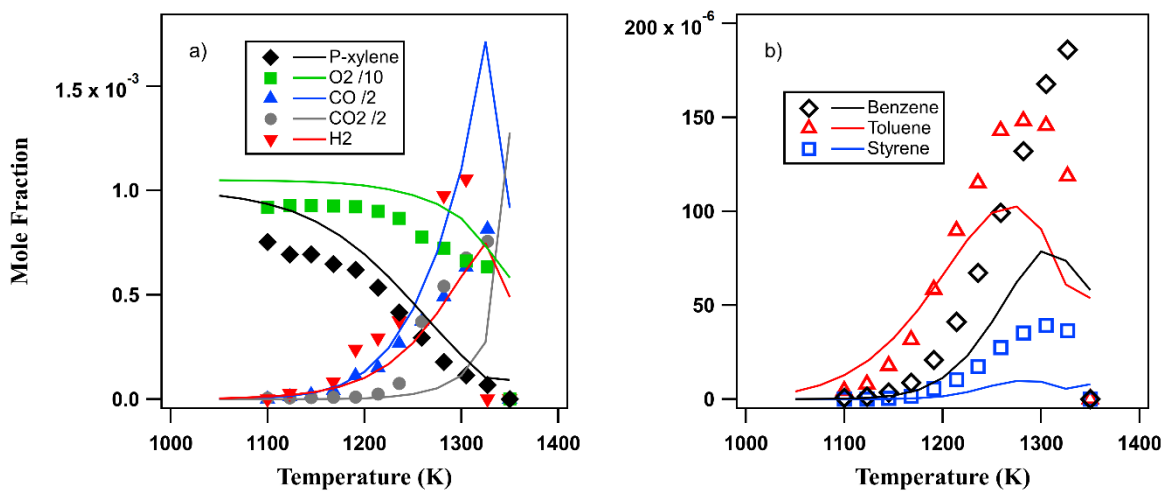 a)
P-xylene
O2 /10
CO /2
CO2 /2
H2
1.5 x 10-3
1.0
0.5
0.0
Mole Fraction
1000 1100 1200 1300 1400
Temperature (K)
b)
Benzene
Toluene
Styrene
200 x 10-6
150
100
50
0
1000 1100 1200 1300 1400
Temperature (K)